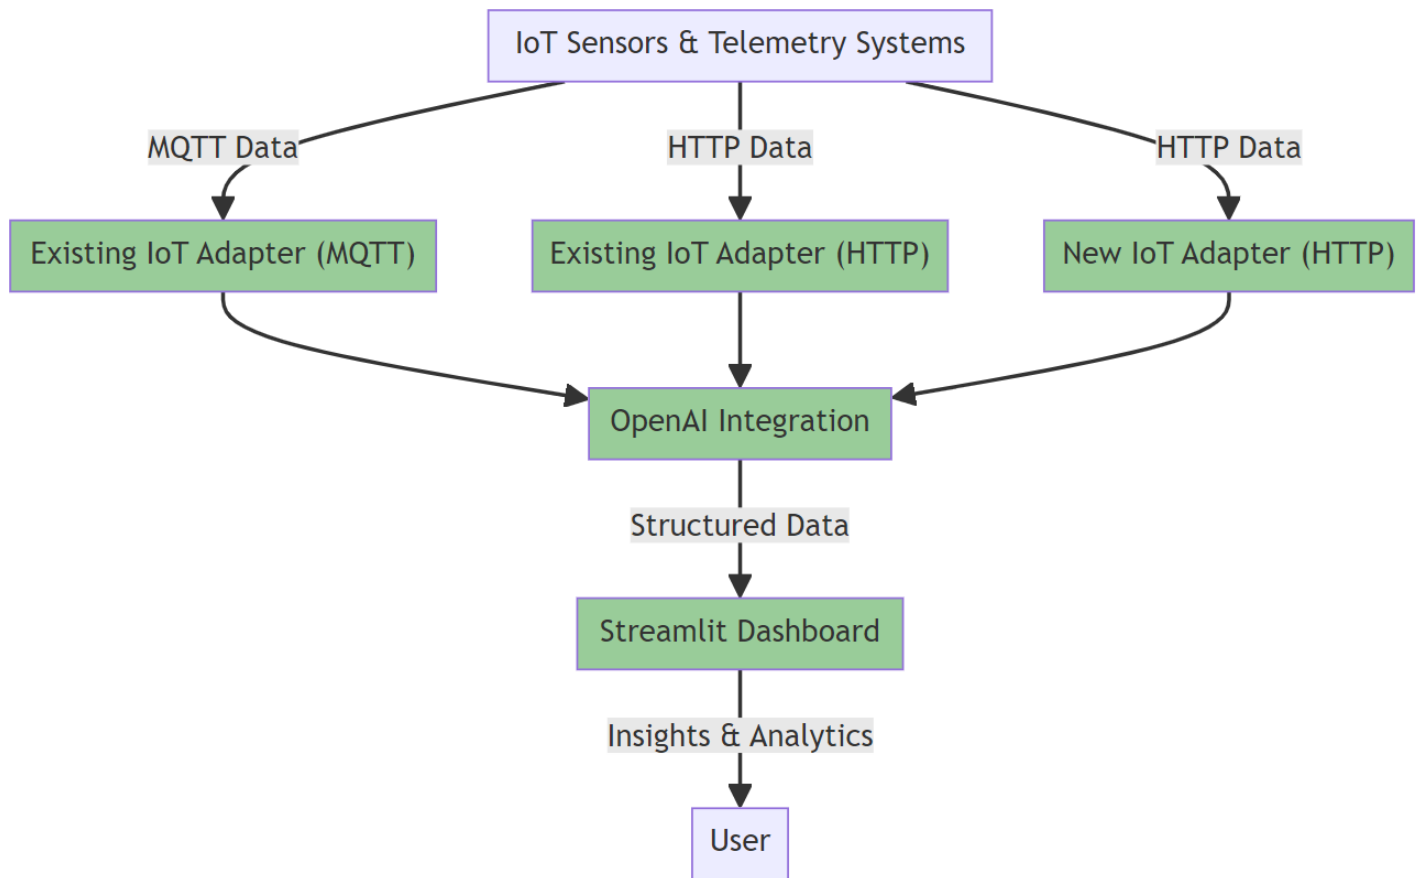 IoT Sensors & Telemetry Systems
MQTT Data
HTTP Data
HTTP Data
Existing IoT Adapter (MQTT)
Existing IoT Adapter (HTTP)
New IoT Adapter (HTTP)
OpenAI Integration
Structured Data
Streamlit Dashboard
Insights & Analytics
User